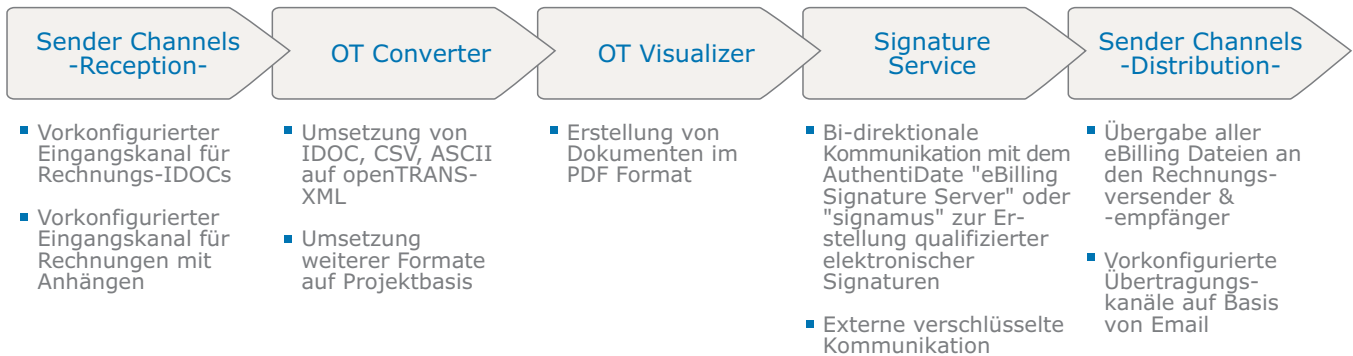 Sender Channels
-Reception-
OT Converter
OT Visualizer
Signature
Service
Sender Channels
-Distribution-
Vorkonfigurierter
Eingangskanal für
Rechnungs-IDOCs
Vorkonfigurierter
Eingangskanal für
Rechnungen mit
Anhängen
Umsetzung von
IDOC, CSV, ASCII
auf openTRANS-
XML
Umsetzung
weiterer Formate
auf Projektbasis
Erstellung von
Dokumenten im
PDF Format
Bi-direktionale
Kommunikation mit dem
AuthentiDate "eBilling
Signature Server" oder
"signamus" zur Er-
stellung qualifizierter
elektronischer
Signaturen
Externe verschlüsselte
Kommunikation
Übergabe aller
eBilling Dateien an
den Rechnungs-
versender &
-empfänger
Vorkonfigurierte
Übertragungs-
kanäle auf Basis
von Email